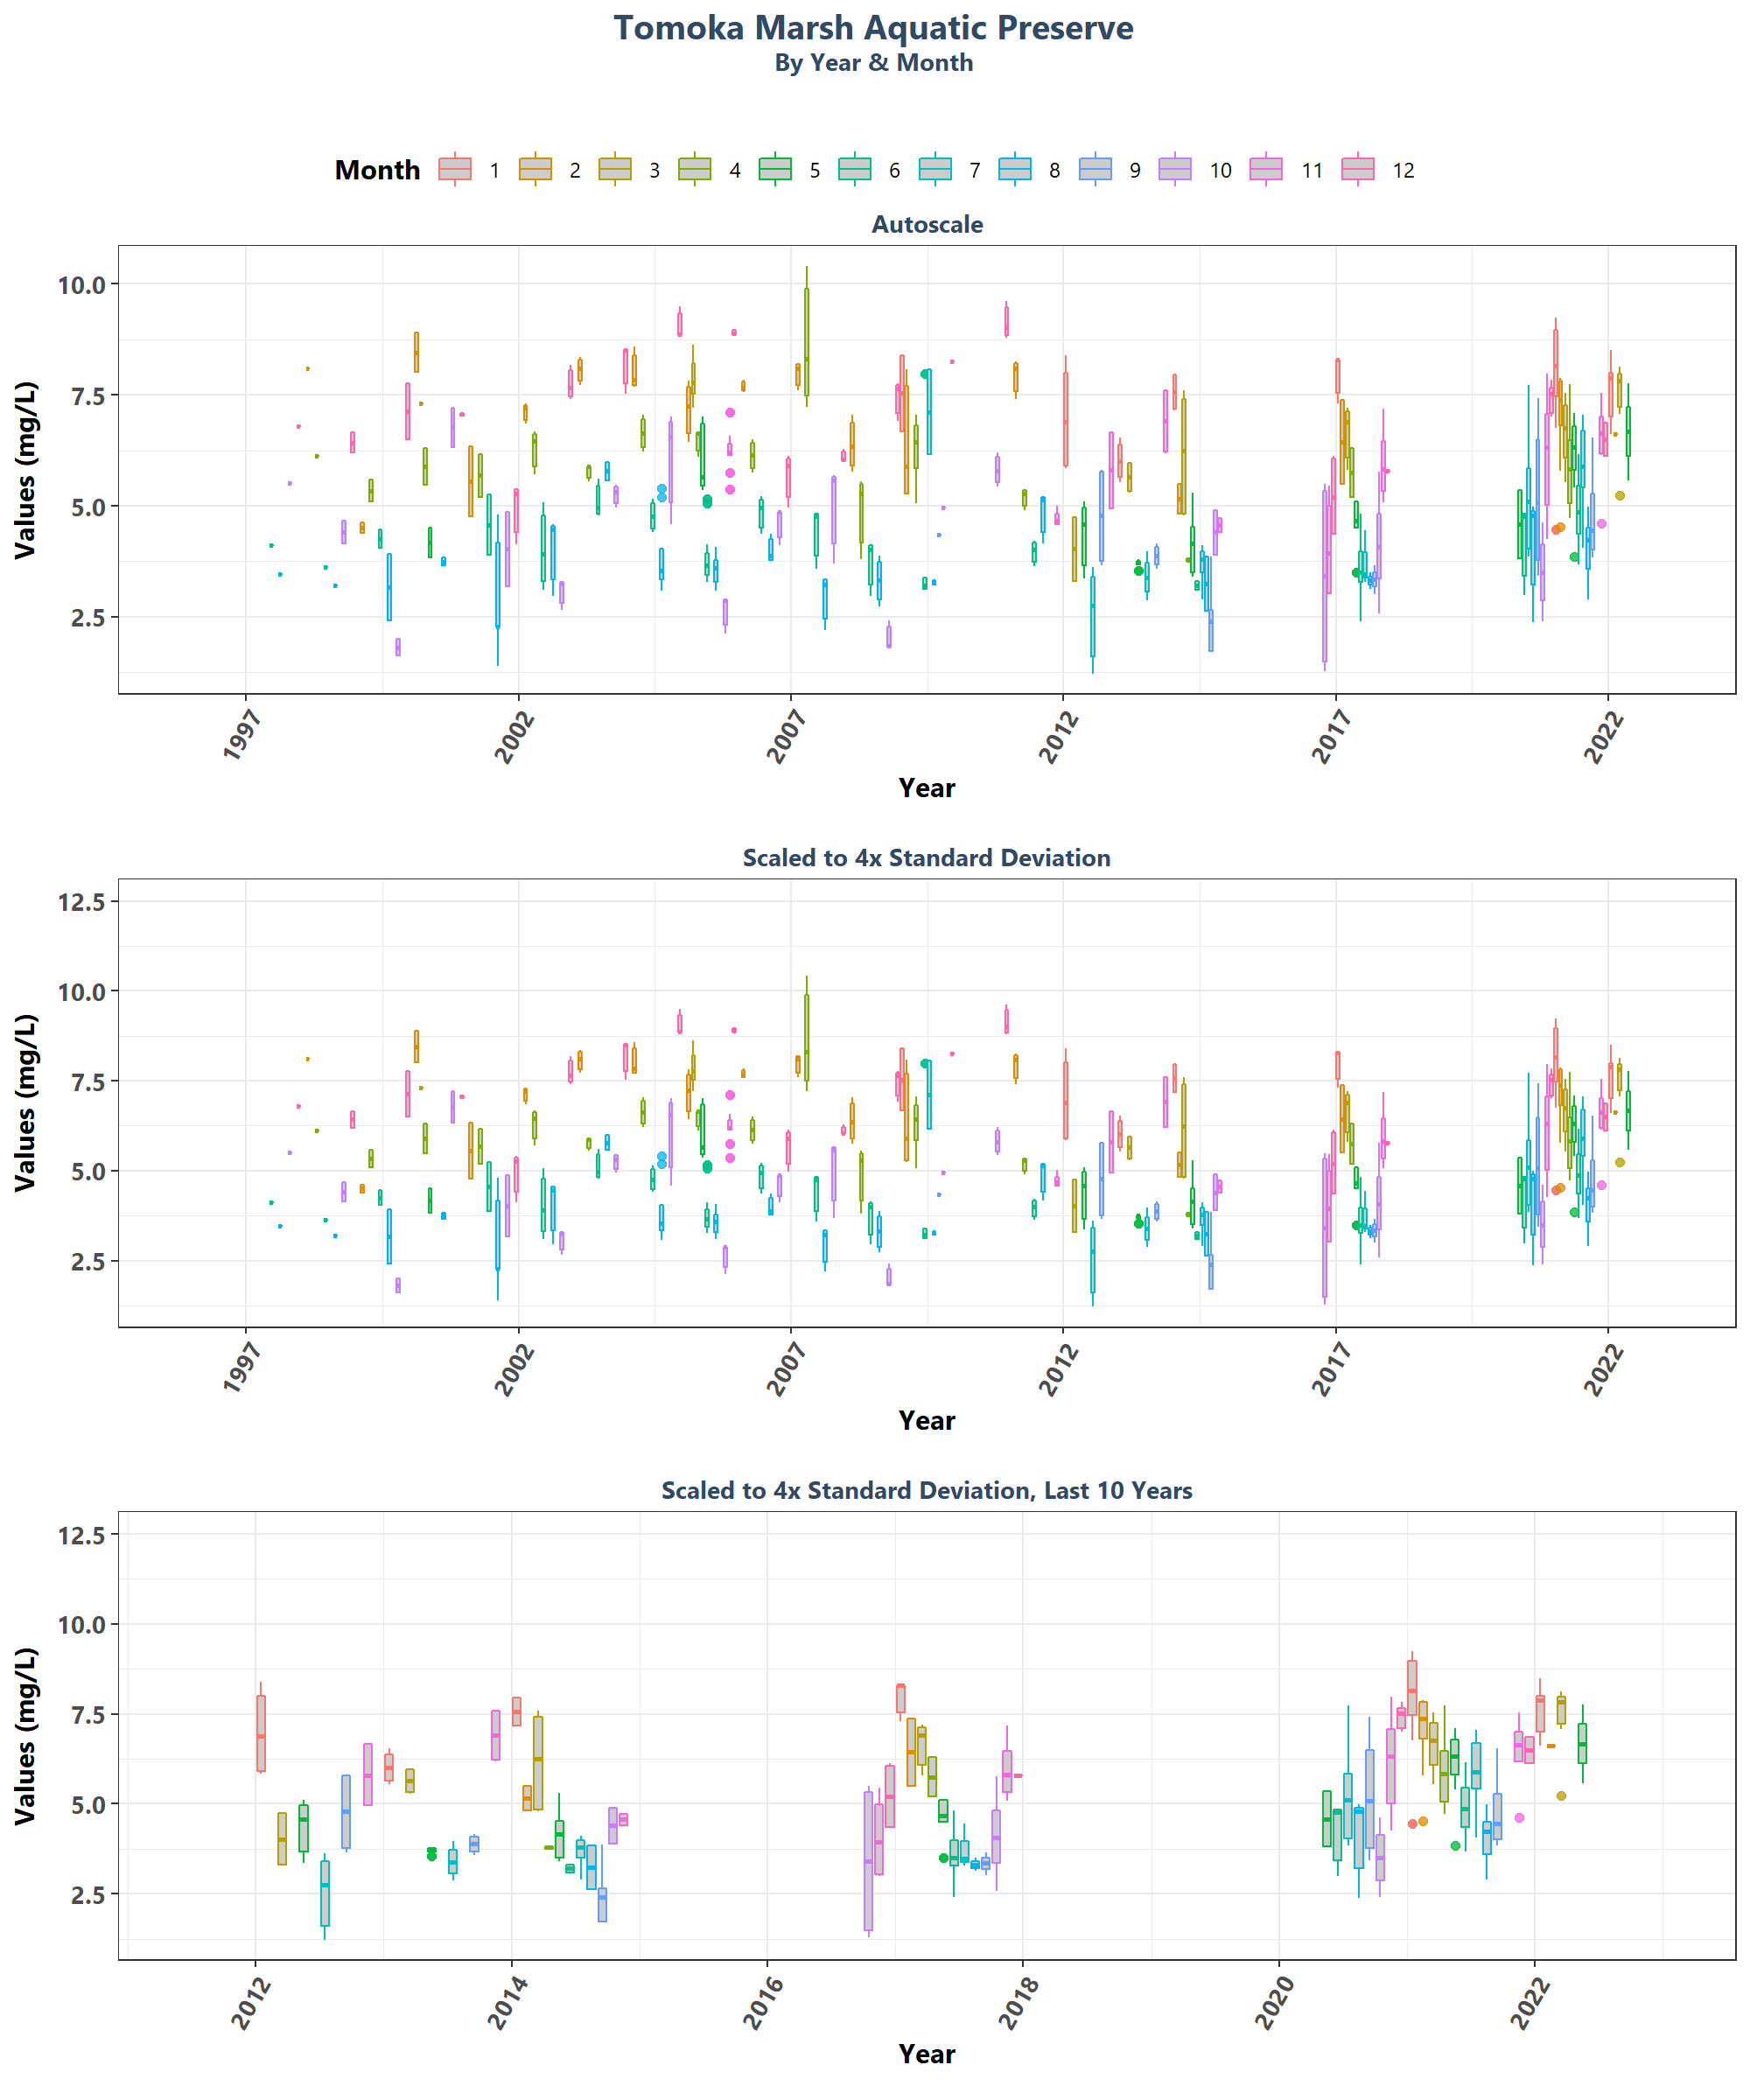 Tomoka Marsh Aquatic Preserve
By Year & Month
Month 1 2 3 4 5 6 7 8 9 10 11 12
Autoscale
10.0
7.5
5.0
2.5
Values (mg/L)
1997 2002 2007 2012 2017 2022
Year
Scaled to 4x Standard Deviation
12.5
10.0
7.5
5.0
2.5
Values (mg/L)
1997 2002 2007 2012 2017 2022
Year
Scaled to 4x Standard Deviation, Last 10 Years
12.5
10.0
7.5
5.0
2.5
Values (mg/L)
2012 2014 2016 2018 2020 2022
Year